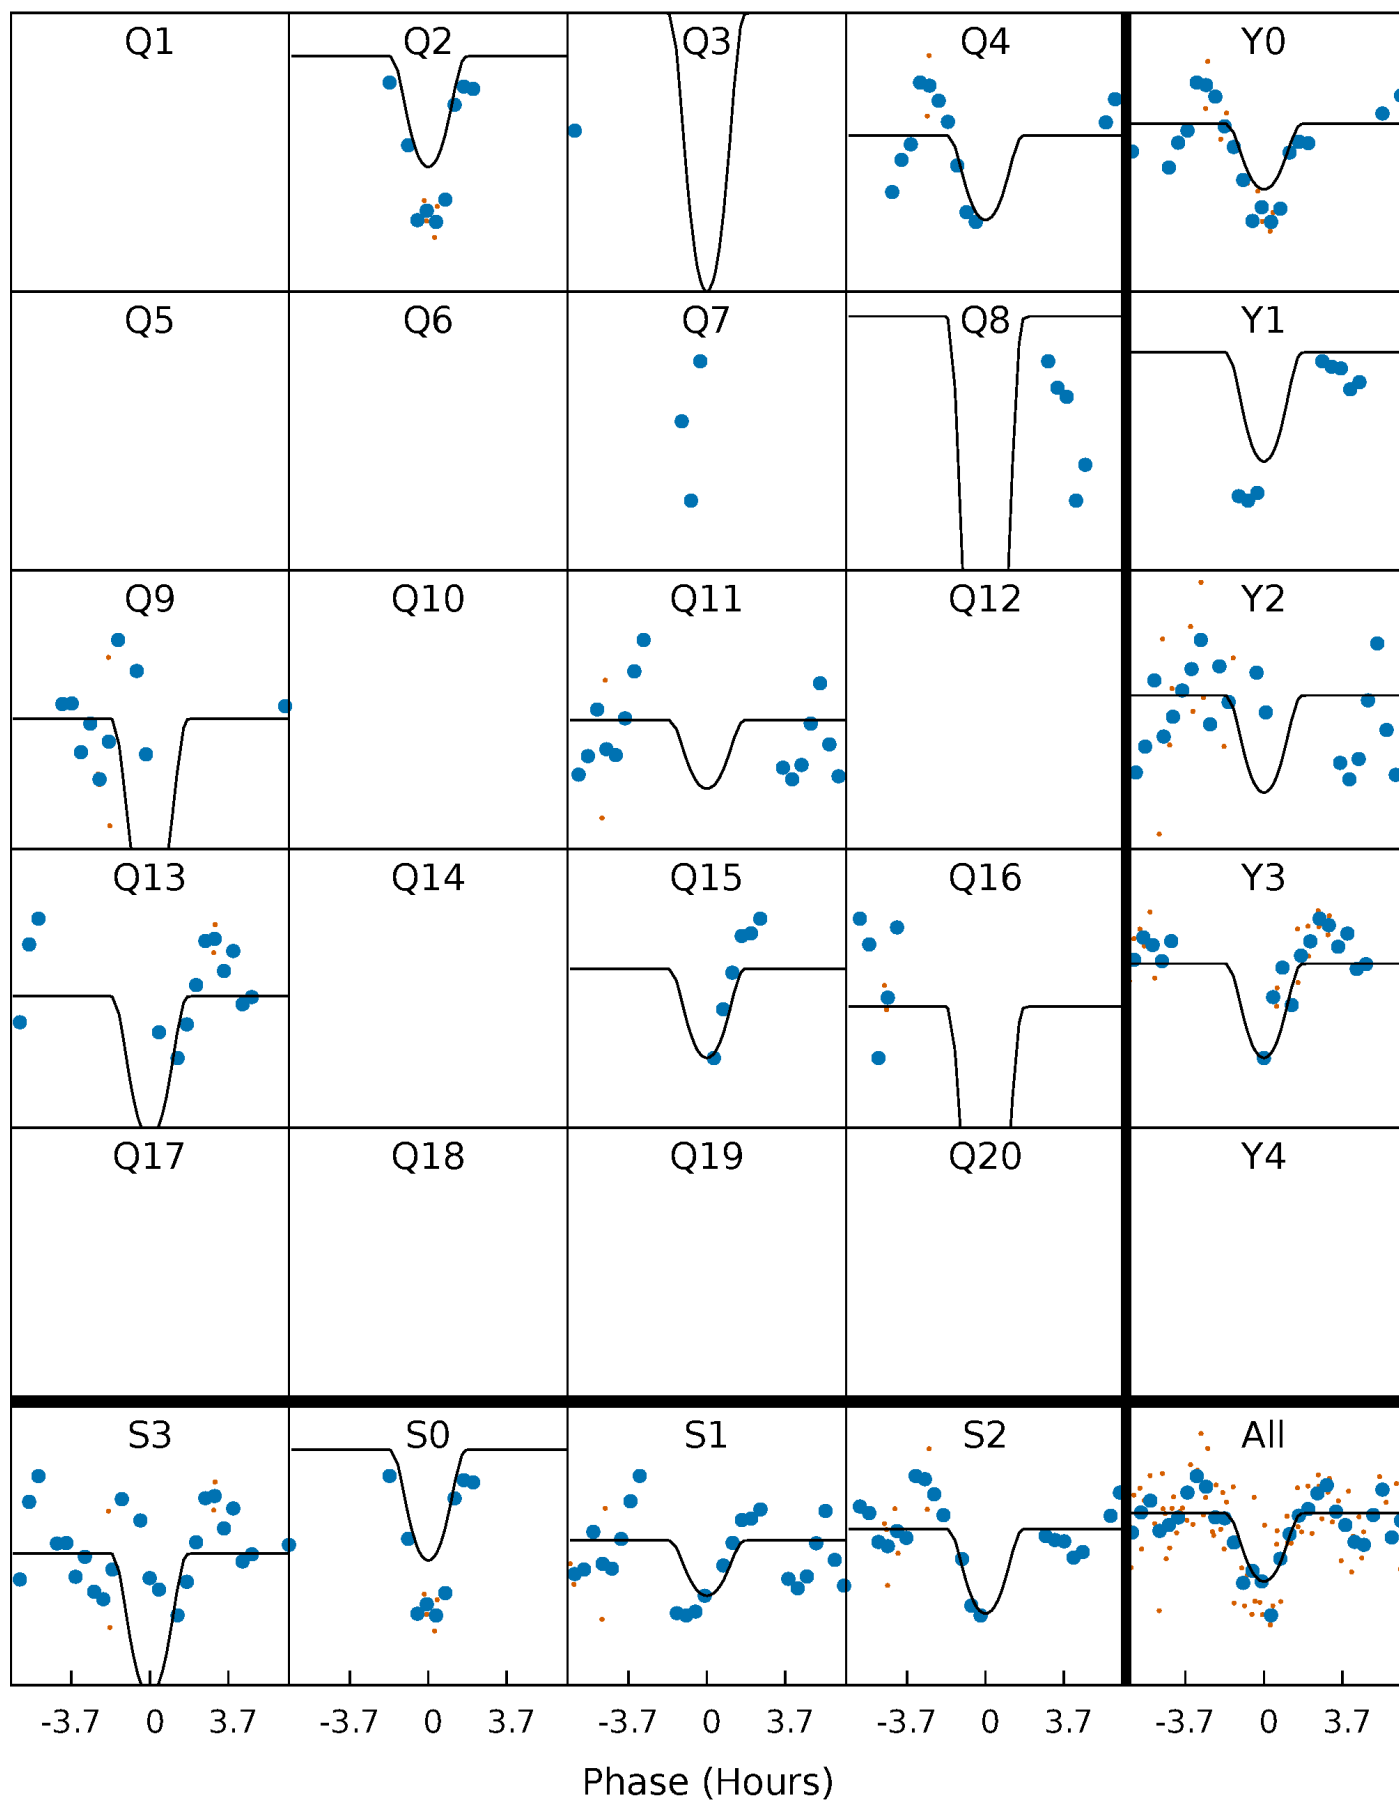 Q1 Q2 Q3 Q4 Y0
Q5 Q6 Q7 Q8 Y1
Q9 Q10 Q11 Q12 Y2
Q13 Q14 Q15 Q16 Y3
Q17 Q18 Q19 Q20 Y4
S3 S0 S1 S2 All
-3.7 0 3.7 -3.7 0 3.7 -3.7 0 3.7 -3.7 0 3.7 -3.7 0 3.7
Phase (Hours)